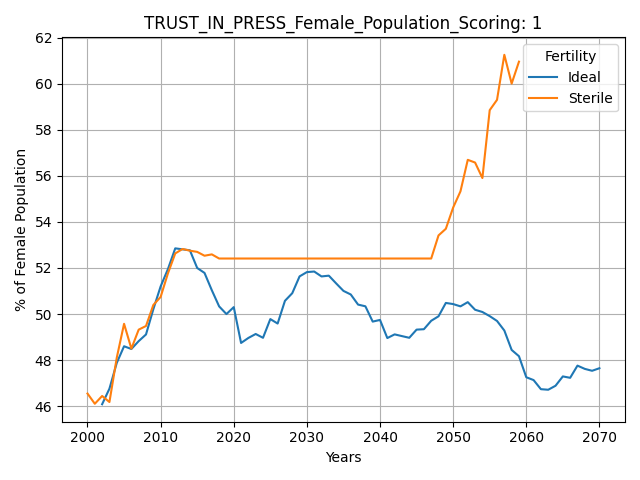 TRUST_IN_PRESS_Female_Population_Scoring: 1
% of Female Population
62
60
58
56
54
52
50
48
46
Fertility
Ideal
Sterile
2000 2010 2020 2030 2040 2050 2060 2070
Years